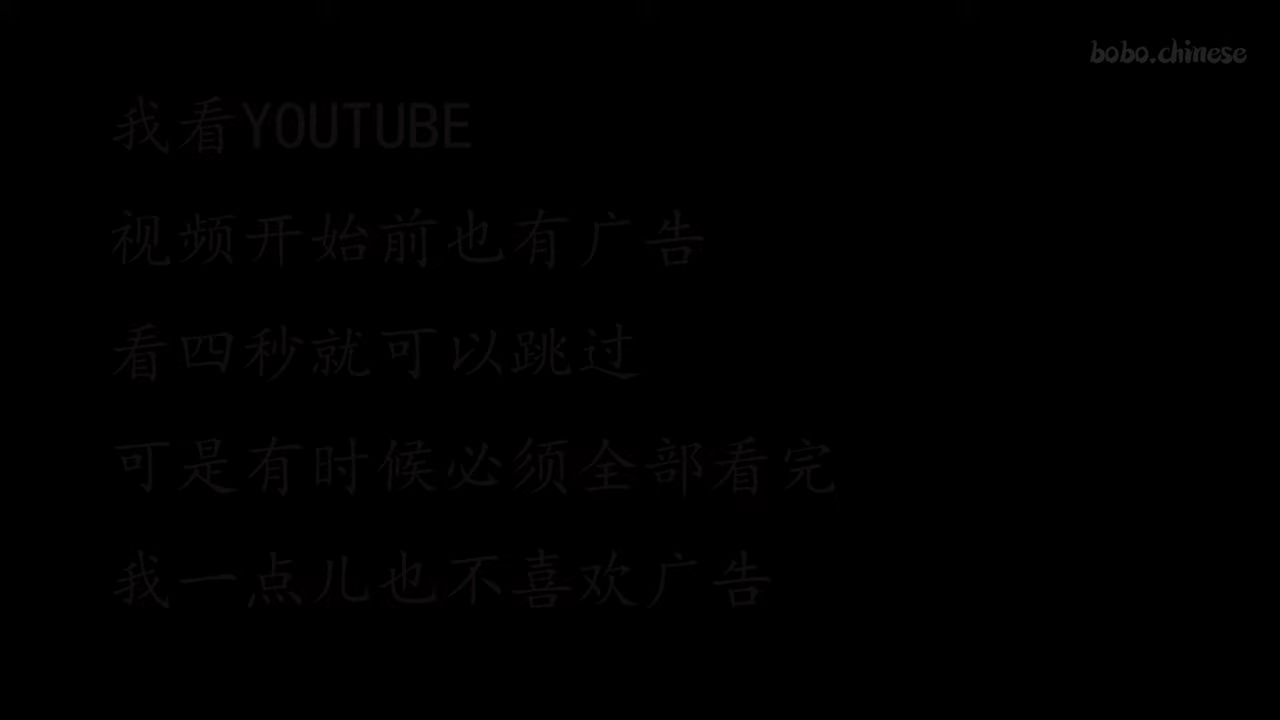 bobo.chinese
我看YOUTUBE
视频开始前也有广告
看四秒就可以跳过
可是有时候必须全部看完
我一点儿也不喜欢广告